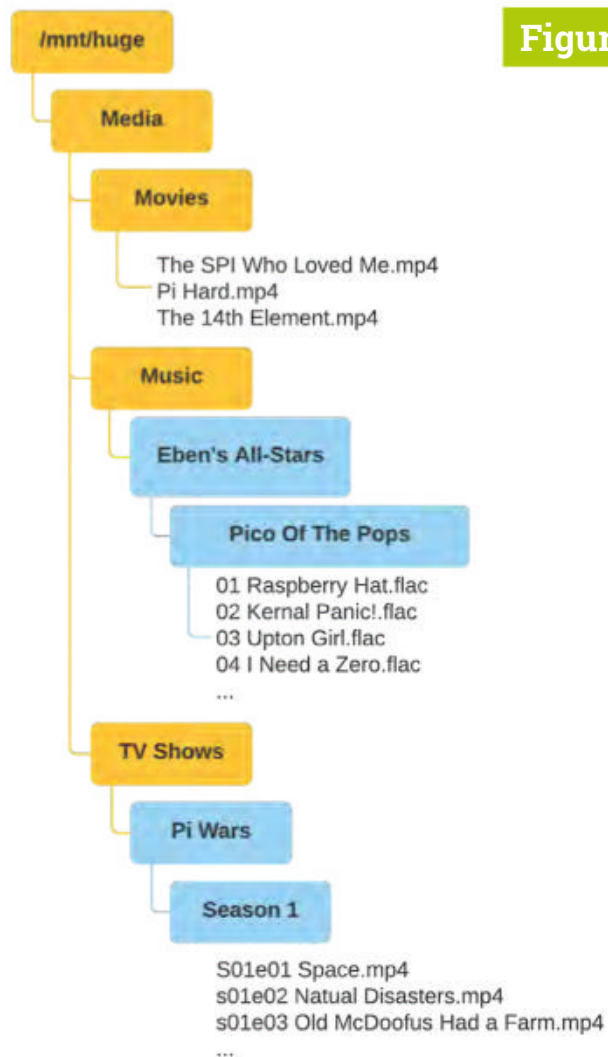 /mnt/huge
Figur
Media
Movies
The SPI Who Loved Me.mp4
Pi Hard.mp4
The 14th Element.mp4
Music
Eben's All-Stars
Pico Of The Pops
01 Raspberry Hat.flac
02 Kernal Panic!.flac
03 Upton Girl.flac
04 I Need a Zero.flac
...
TV Shows
Pi Wars
Season 1
S01e01 Space.mp4
s01e02 Natual Disasters.mp4
s01e03 Old McDoofus Had a Farm.mp4
...